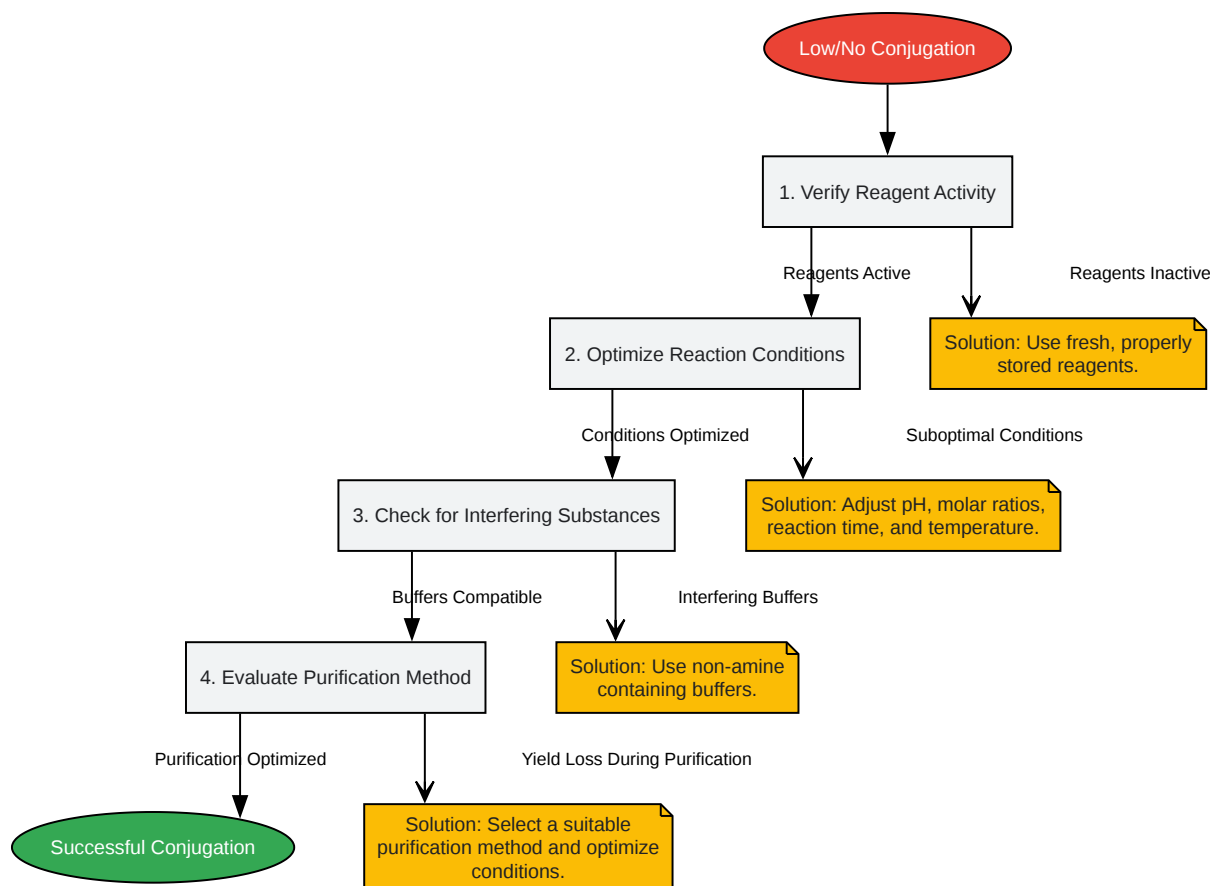 Low/No Conjugation
1. Verify Reagent Activity
Reagents Active
Reagents Inactive
Solution: Use fresh, properly
stored reagents.
2. Optimize Reaction Conditions
Conditions Optimized
Suboptimal Conditions
Solution: Adjust pH, molar ratios,
reaction time, and temperature.
3. Check for Interfering Substances
Buffers Compatible
Interfering Buffers
Solution: Use non-amine
containing buffers.
4. Evaluate Purification Method
Purification Optimized
Yield Loss During Purification
Solution: Select a suitable
purification method and optimize
conditions.
Successful Conjugation